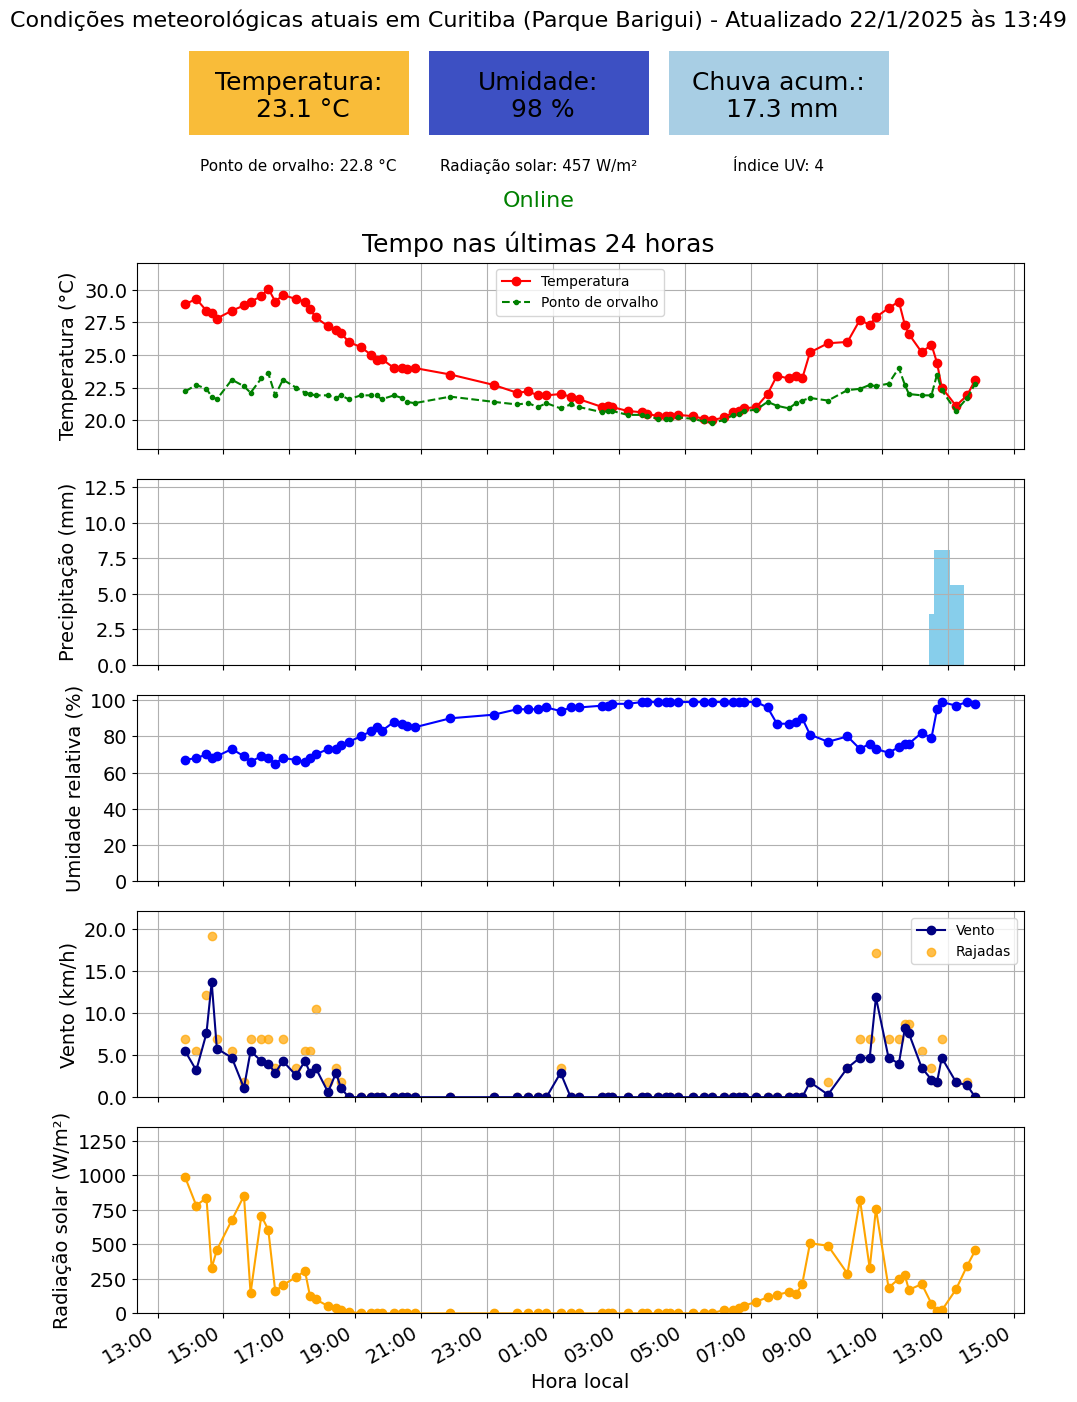 Condições meteorológicas atuais em Curitiba (Parque Barigui) - Atualizado 22/1/2025 às 13:49
Temperatura:
23.1 °C
Umidade:
98 %
Chuva acum.:
17.3 mm
Ponto de orvalho: 22.8 °C
Radiação solar: 457 W/m²
Índice UV: 4
Online
Tempo nas últimas 24 horas
Temperatura (°C)
30.0
27.5
25.0
22.5
20.0
Temperatura
Ponto de orvalho
Precipitação (mm)
12.5
10.0
7.5
5.0
2.5
0.0
Umidade relativa (%)
100
80
60
40
20
0
Vento (km/h)
20.0
15.0
10.0
5.0
0.0
Vento
Rajadas
Radiação solar (W/m²)
1250
1000
750
500
250
0
13:00
15:00
17:00
19:00
21:00
23:00
01:00
03:00
05:00
07:00
09:00
11:00
13:00
15:00
Hora local